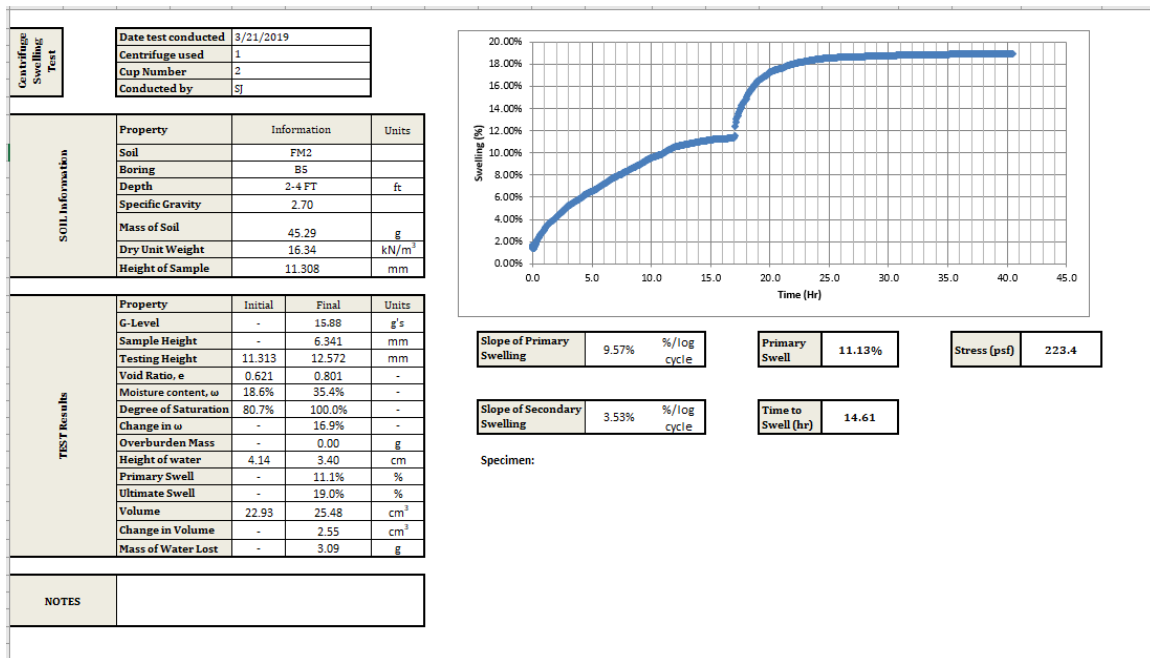 Centrifuge
Swelling
Test
Date test conducted 3/21/2019
Centrifuge used 1
Cup Number 2
Conducted by SJ
SOIL Information
Property Information Units
Soil FM2
Boring B5
Depth 2-4 FT ft
Specific Gravity 2.70
Mass of Soil 45.29 g
Dry Unit Weight 16.34 kN/m³
Height of Sample 11.308 mm
TEST Results
Property Initial Final Units
G-Level - 15.88 g's
Sample Height - 6.341 mm
Testing Height 11.313 12.572 mm
Void Ratio, e 0.621 0.801 -
Moisture content, ω 18.6% 35.4% -
Degree of Saturation 80.7% 100.0% -
Change in ω - 16.9% -
Overburden Mass - 0.00 g
Height of water 4.14 3.40 cm
Primary Swell - 11.1% %
Ultimate Swell - 19.0% %
Volume 22.93 25.48 cm³
Change in Volume - 2.55 cm³
Mass of Water Lost - 3.09 g
NOTES
Swelling (%)
20.00%
18.00%
16.00%
14.00%
12.00%
10.00%
8.00%
6.00%
4.00%
2.00%
0.00%
0.0 5.0 10.0 15.0 20.0 25.0 30.0 35.0 40.0 45.0
Time (Hr)
Slope of Primary
Swelling
9.57%
%/log
cycle
Primary
Swell
11.13%
Stress (psf)
223.4
Slope of Secondary
Swelling
3.53%
%/log
cycle
Time to
Swell (hr)
14.61
Specimen: